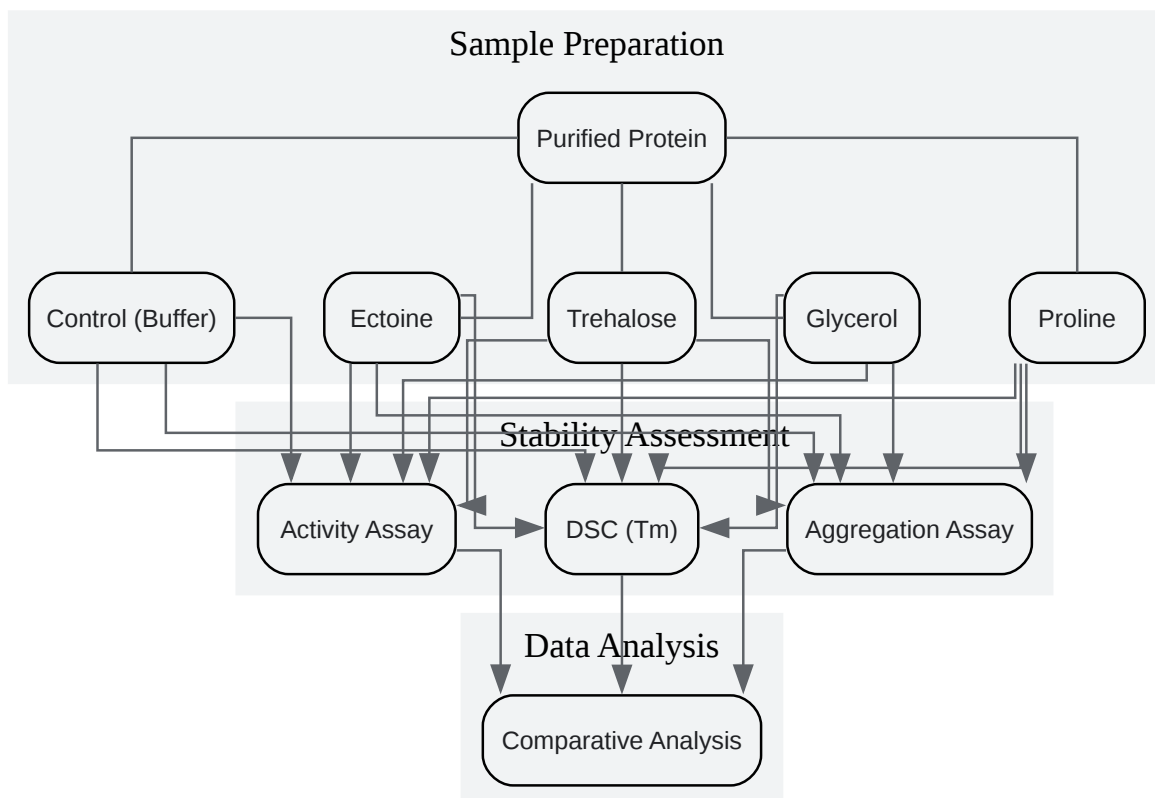 Sample Preparation
Purified Protein
Control (Buffer)
Ectoine
Trehalose
Glycerol
Proline
Stability Assessment
Activity Assay
DSC (Tm)
Aggregation Assay
Data Analysis
Comparative Analysis